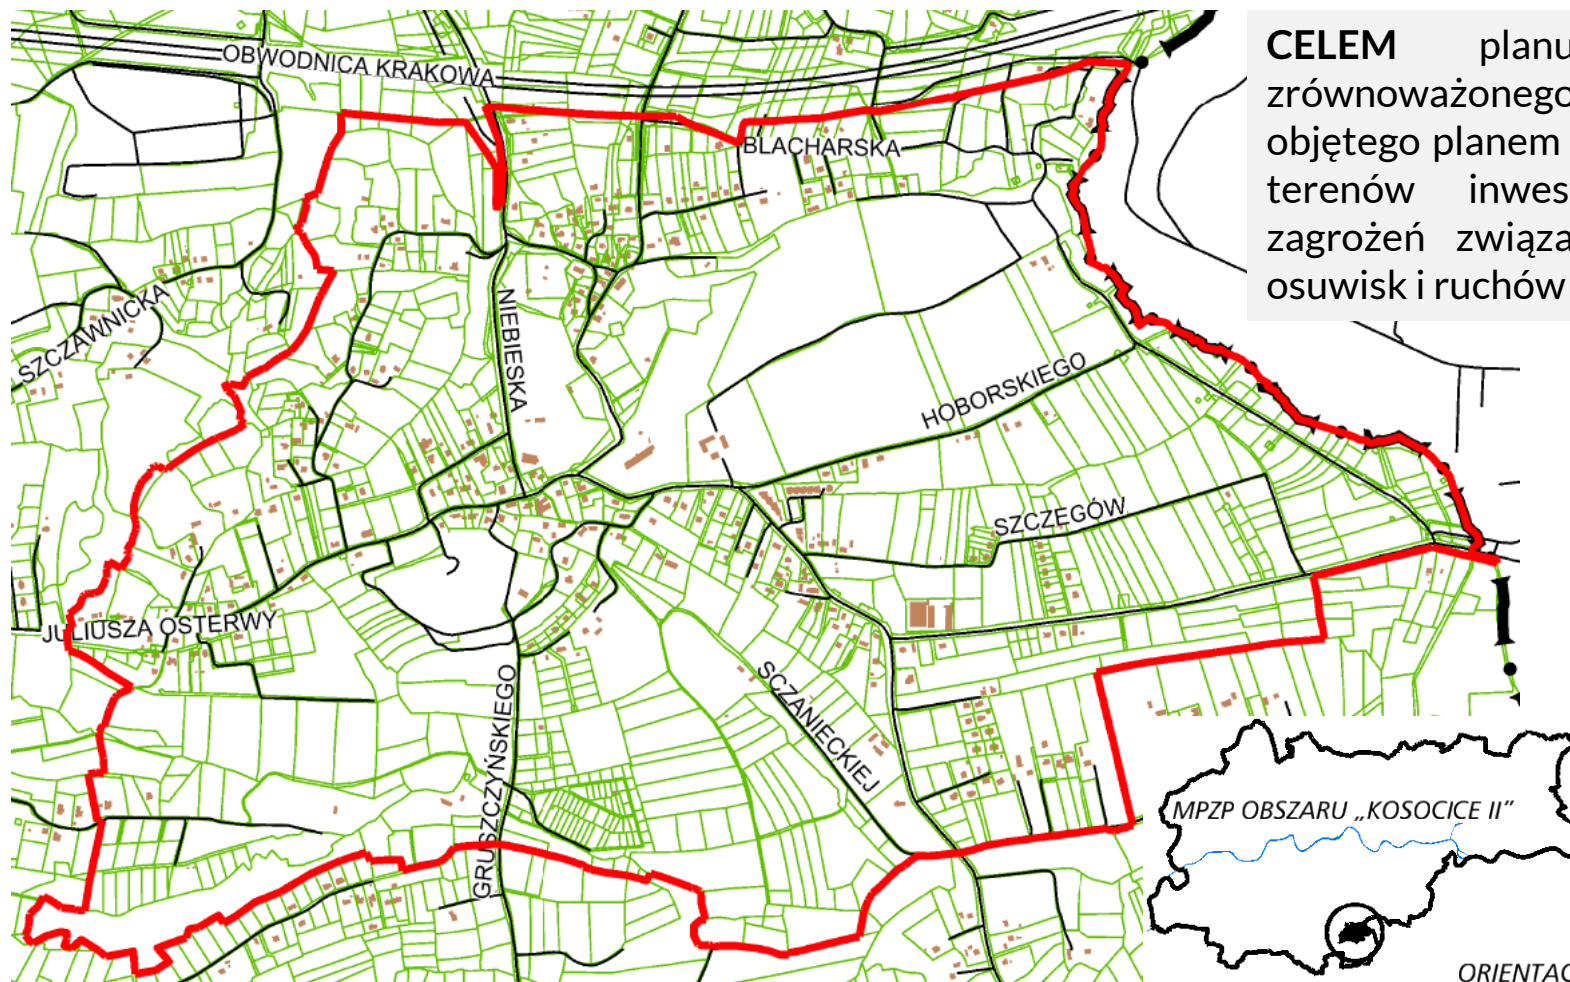 OBWODNICA KRAKOWA
CELEM planu
zrównoważonego
objętego planem
terenów inwes
zagrożeń związa
osuwisk i ruchów
BLACHARSKA
SZCZAWNICKA
NIEBIESKA
HOBORSKIEGO
SZCZEGÓW
JULIUSZA OSTERWY
GRUSZCZYŃSKIEGO
SCZANIECKIEJ
MPZP OBSZARU „KOSOCICE II”
ORIENTAC